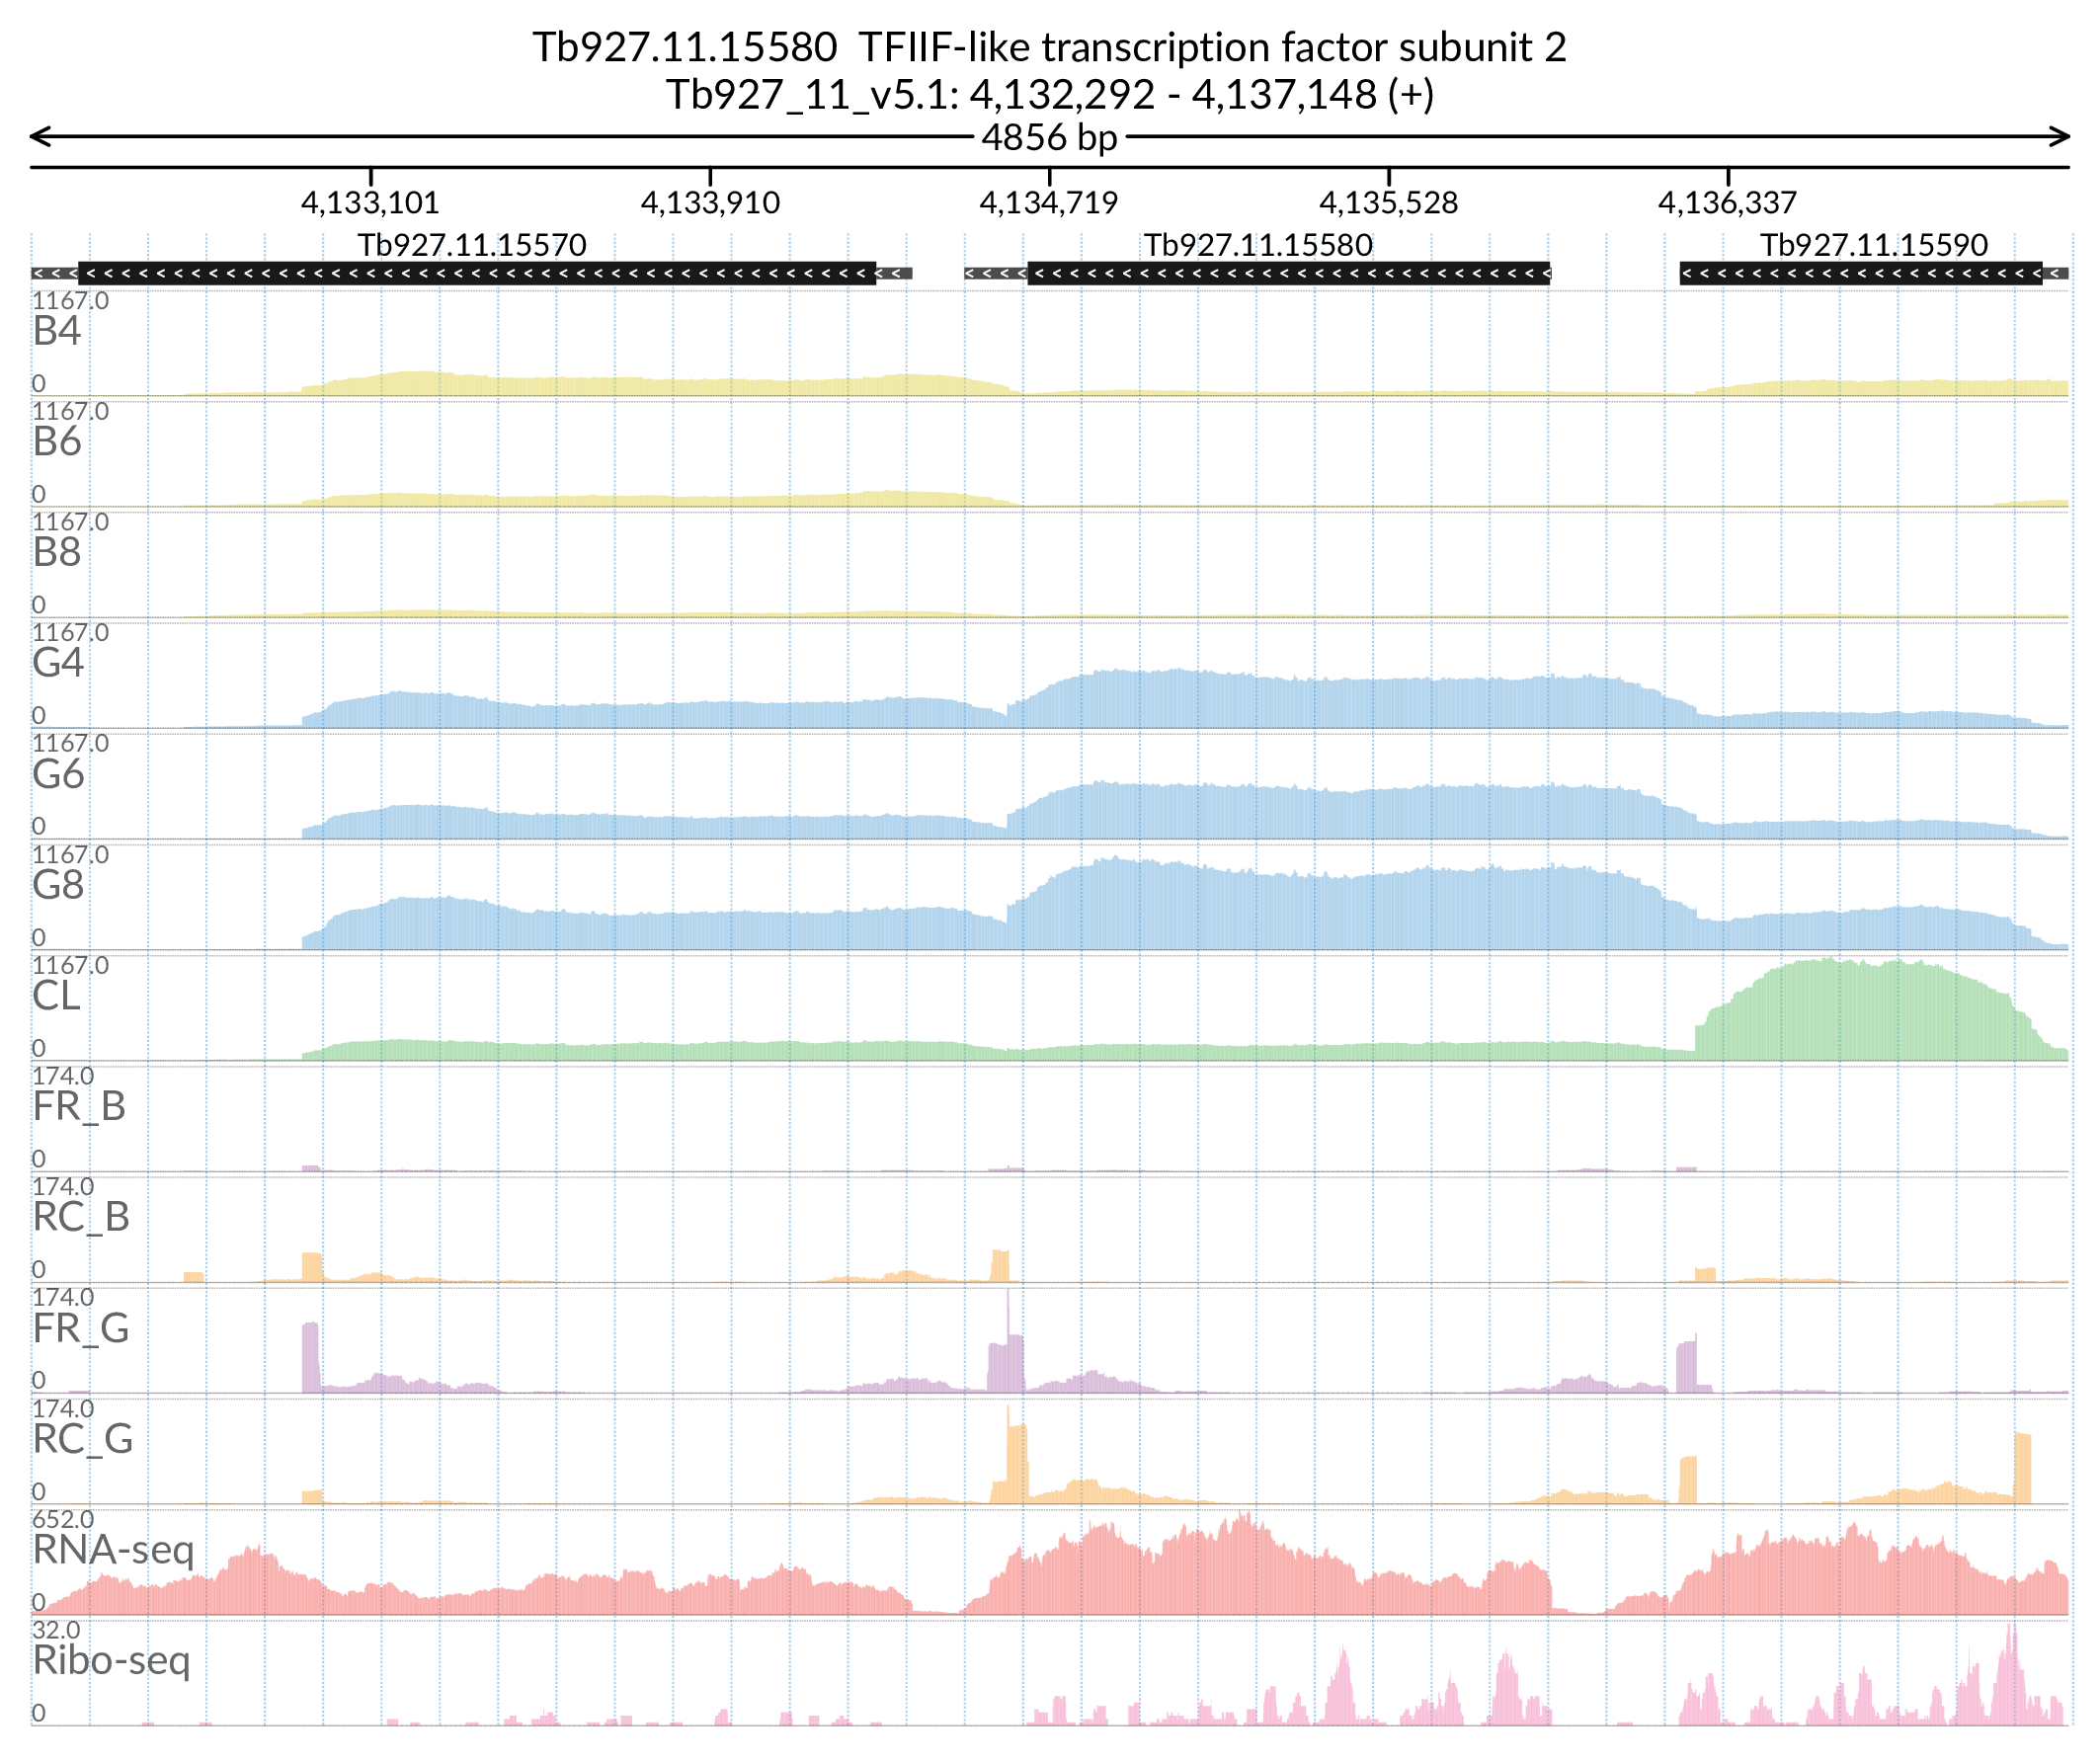 Tb927.11.15580 TFIIF-like transcription factor subunit 2
Tb927_11_v5.1: 4,132,292 - 4,137,148 (+)
4856 bp
4,133,101 4,133,910 4,134,719 4,135,528 4,136,337
Tb927.11.15570 Tb927.11.15580 Tb927.11.15590
1167.0
B4
0
1167.0
B6
0
1167.0
B8
0
1167.0
G4
0
1167.0
G6
0
1167.0
G8
0
1167.0
CL
0
174.0
FR_B
0
174.0
RC_B
0
174.0
FR_G
0
174.0
RC_G
0
652.0
RNA-seq
0
32.0
Ribo-seq
0